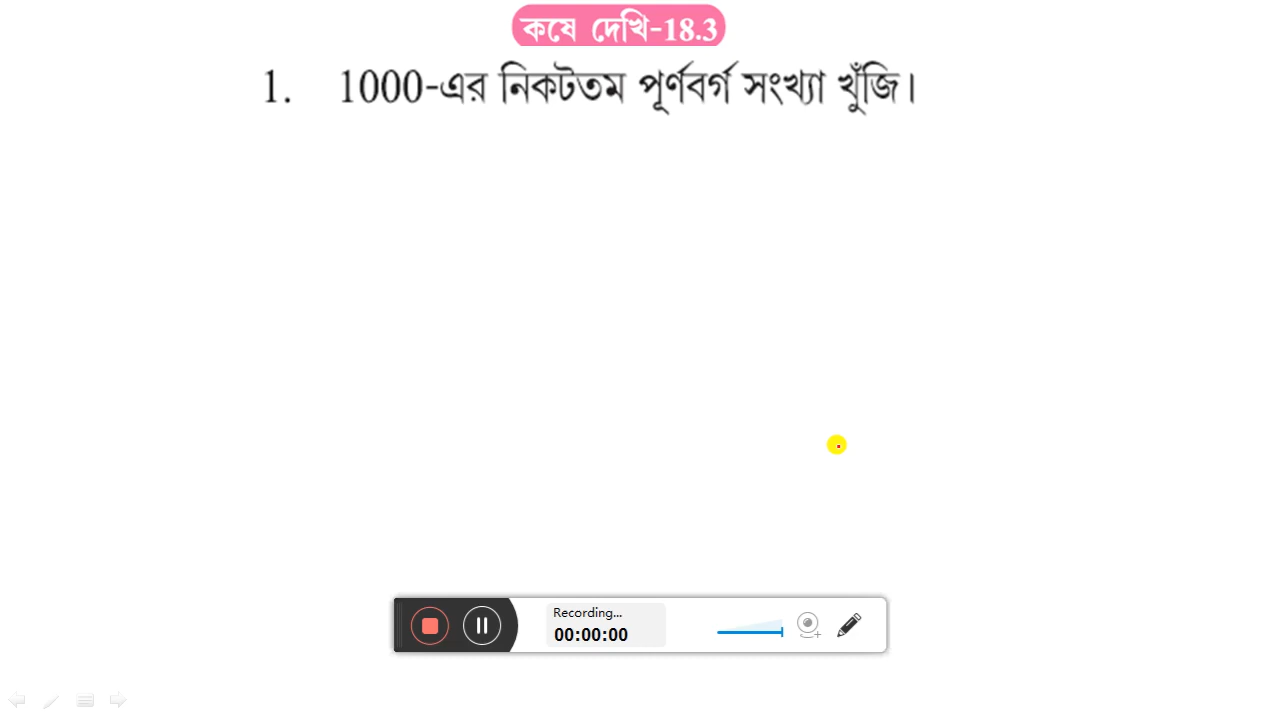 কষে দেখি-18.3
1. 1000-এর নিকটতম পূর্ণবর্গ সংখ্যা খুঁজি।
Recording...
00:00:00